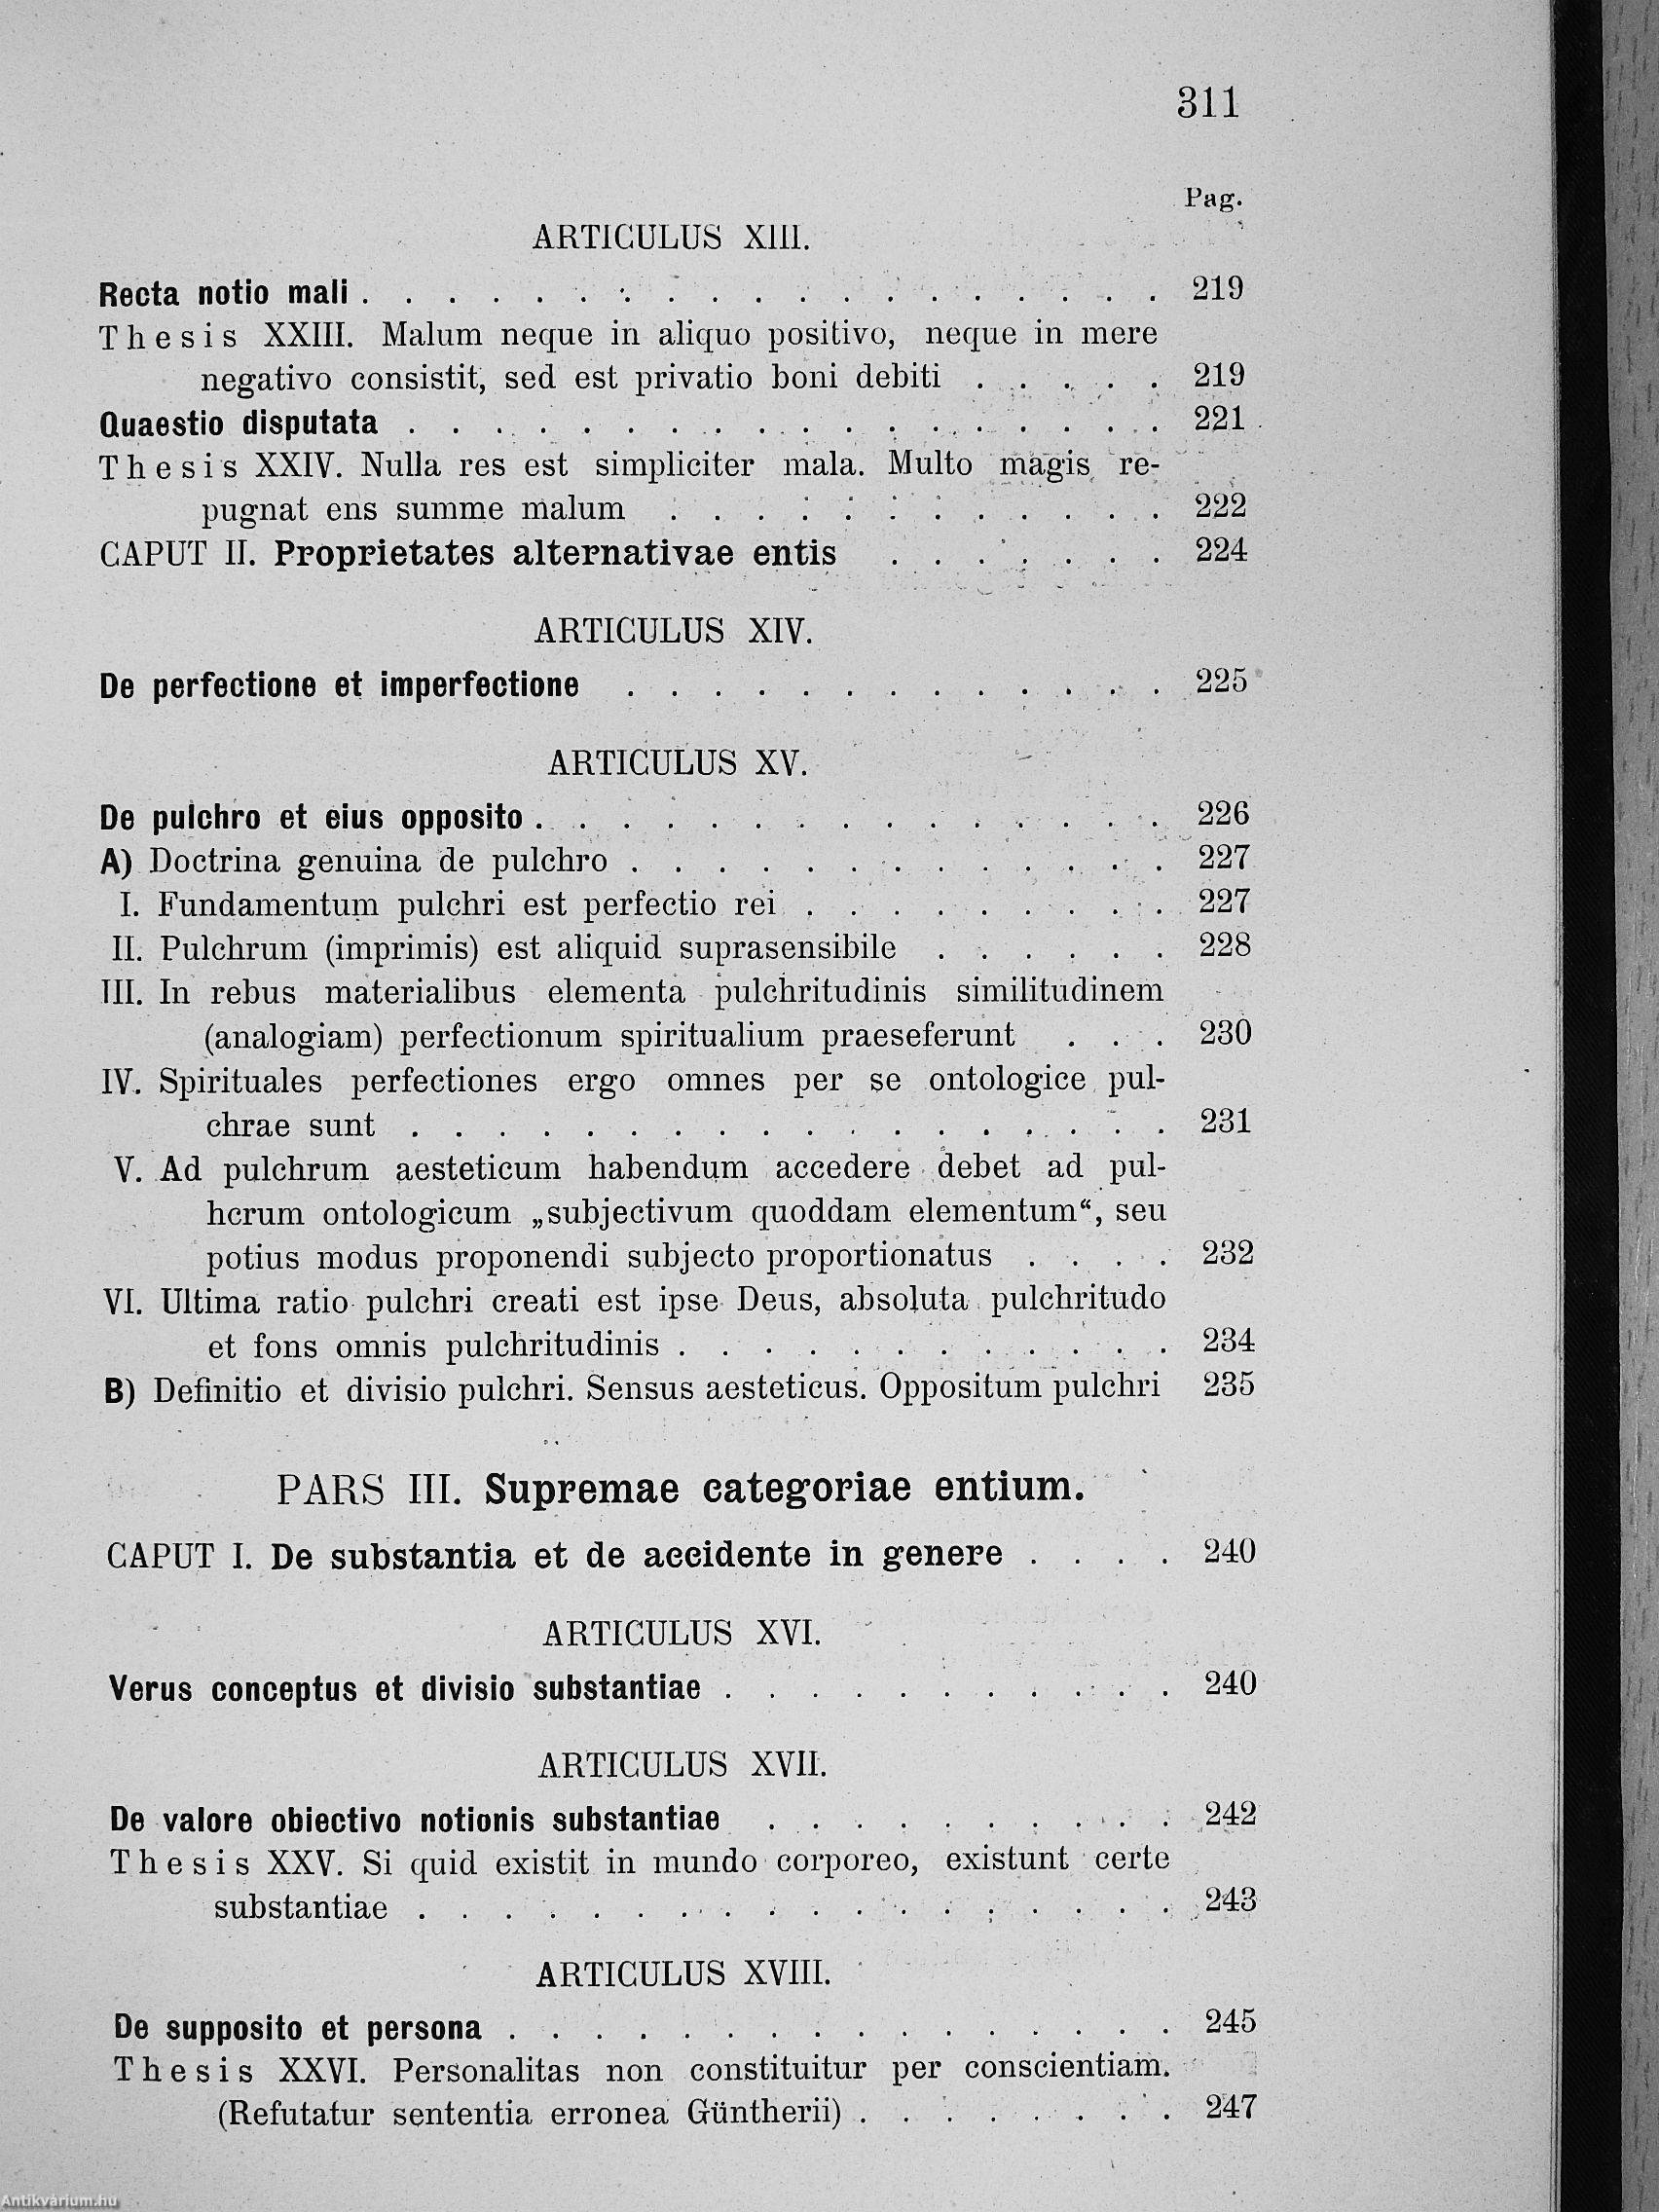 311
Pag.
ARTICULUS XIII.
Recta notio mali . . . . . . . . . . . . . . . . . . . 219
Thesis XXIII. Malum neque in aliquo positivo, neque in mere
negativo consistit, sed est privatio boni debiti . . . . . 219
Quaestio disputata . . . . . . . . . . . . . . . . . . 221
Thesis XXIV. Nulla res est simpliciter mala. Multo magis re-
pugnat ens summe malum . . . . . . . . . . . . 222
CAPUT II. Proprietates alternativae entis . . . . . . . 224
ARTICULUS XIV.
De perfectione et imperfectione . . . . . . . . . . . . . 225
ARTICULUS XV.
De pulchro et eius opposito . . . . . . . . . . . . . . . 226
A) Doctrina genuina de pulchro . . . . . . . . . . . . . 227
I. Fundamentum pulchri est perfectio rei . . . . . . . . . 227
II. Pulchrum (imprimis) est aliquid suprasensibile . . . . . . 228
III. In rebus materialibus elementa pulchritudinis similitudinem
(analogiam) perfectionum spiritualium praeseferunt . . . 230
IV. Spirituales perfectiones ergo omnes per se ontologice pul-
chrae sunt . . . . . . . . . . . . . . . . . . 231
V. Ad pulchrum aesteticum habendum accedere debet ad pul-
hcrum ontologicum „subjectivum quoddam elementum“, seu
potius modus proponendi subjecto proportionatus . . . . 232
VI. Ultima ratio pulchri creati est ipse Deus, absoluta pulchritudo
et fons omnis pulchritudinis . . . . . . . . . . . . 234
B) Definitio et divisio pulchri. Sensus aesteticus. Oppositum pulchri 235
PARS III. Supremae categoriae entium.
CAPUT I. De substantia et de accidente in genere . . . . 240
ARTICULUS XVI.
Verus conceptus et divisio substantiae . . . . . . . . . . . 240
ARTICULUS XVII.
De valore obiectivo notionis substantiae . . . . . . . . . . 242
Thesis XXV. Si quid existit in mundo corporeo, existunt certe
substantiae . . . . . . . . . . . . . . . . . . 243
ARTICULUS XVIII.
De supposito et persona . . . . . . . . . . . . . . . . 245
Thesis XXVI. Personalitas non constituitur per conscientiam.
(Refutatur sententia erronea Güntherii) . . . . . . . . 247
Antikvárium.hu